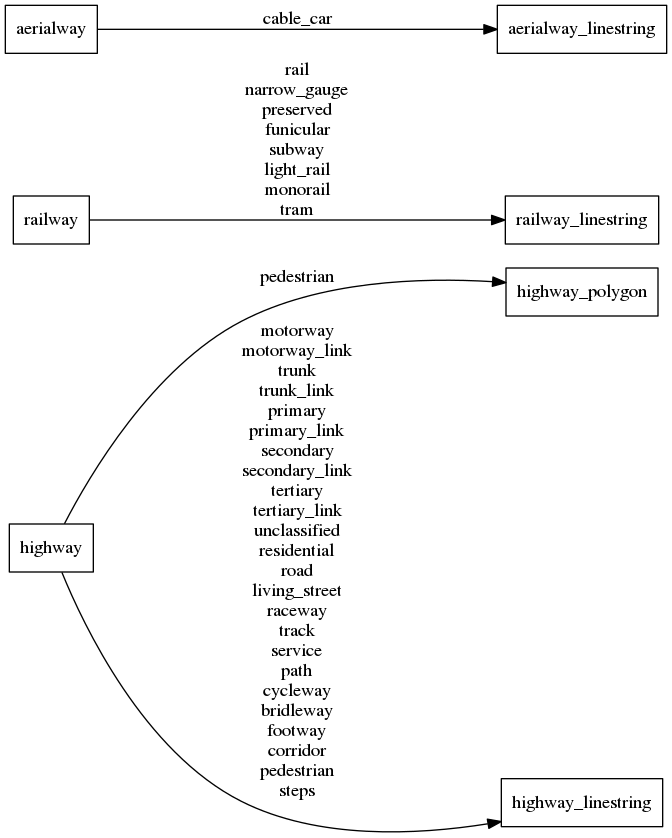 aerialway
cable_car
aerialway_linestring
rail
narrow_gauge
preserved
funicular
subway
light_rail
monorail
tram
railway
railway_linestring
pedestrian
highway_polygon
motorway
motorway_link
trunk
trunk_link
primary
primary_link
secondary
secondary_link
tertiary
tertiary_link
unclassified
residential
road
living_street
raceway
track
service
path
cycleway
bridleway
footway
corridor
pedestrian
steps
highway
highway_linestring